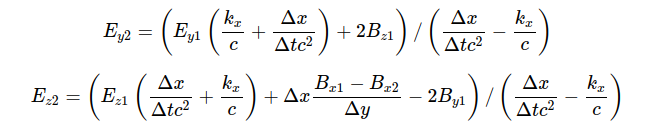 E_{y2} = \left( E_{y1} \left( \frac{k_x}{c} + \frac{\Delta x}{\Delta t c^2} \right) + 2B_{z1} \right) / \left( \frac{\Delta x}{\Delta t c^2} - \frac{k_x}{c} \right)
E_{z2} = \left( E_{z1} \left( \frac{\Delta x}{\Delta t c^2} + \frac{k_x}{c} \right) + \Delta x \frac{B_{x1} - B_{x2}}{\Delta y} - 2B_{y1} \right) / \left( \frac{\Delta x}{\Delta t c^2} - \frac{k_x}{c} \right)